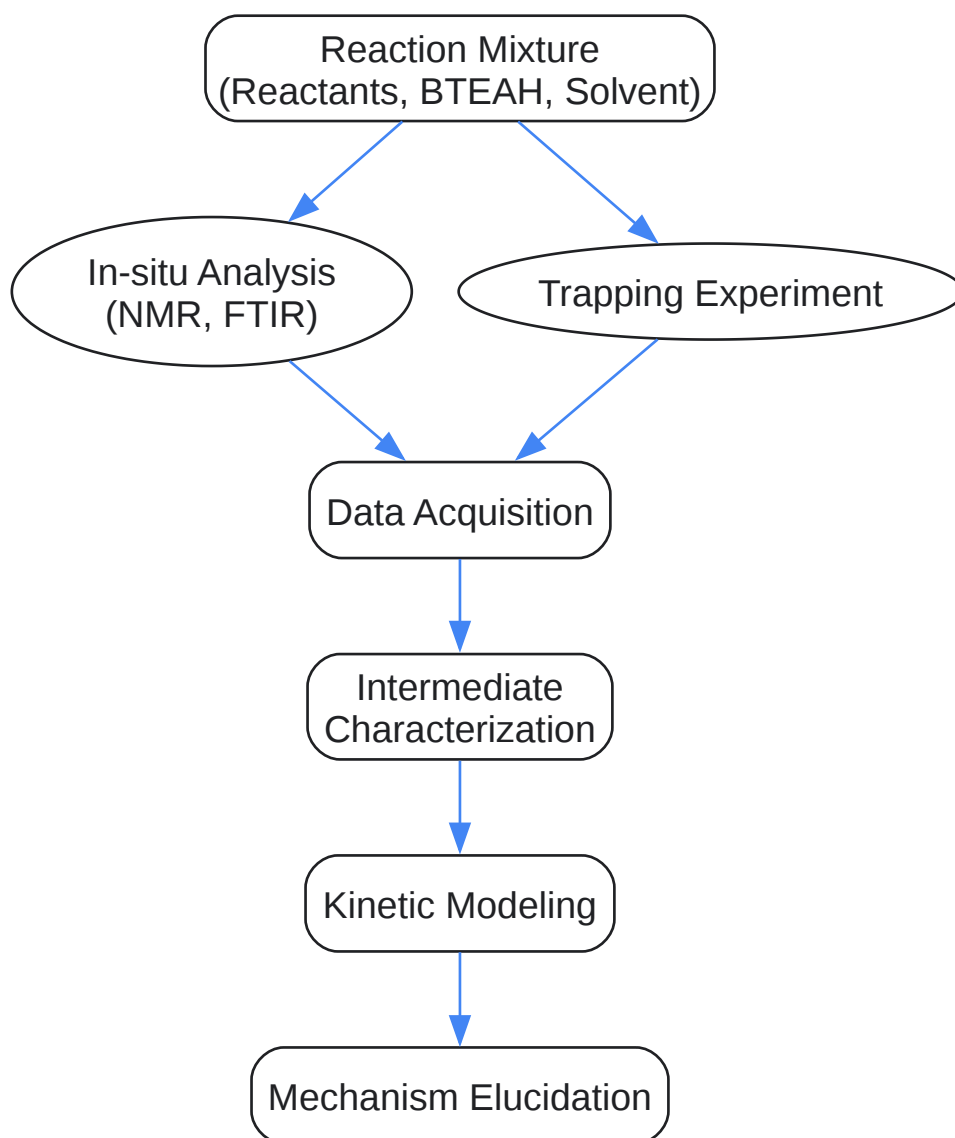 Reaction Mixture
(Reactants, BTEAH, Solvent)
In-situ Analysis
(NMR, FTIR)
Trapping Experiment
Data Acquisition
Intermediate
Characterization
Kinetic Modeling
Mechanism Elucidation